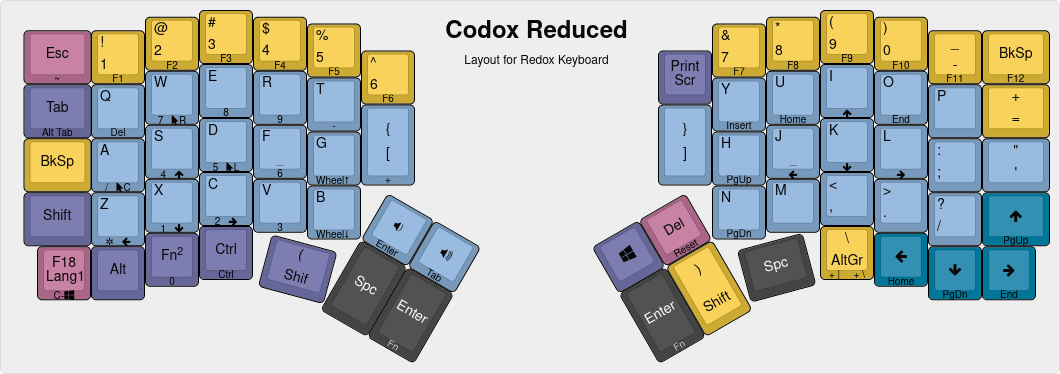 Codox Reduced
Layout for Redox Keyboard
Esc
~
!
1
F1
@
2
F2
#
3
F3
$
4
F4
%
5
F5
^
6
F6
Tab
Alt Tab
Q
Del
W
7 R
E
8
R
9
T
-
{
[
+
BkSp
A
/ C
S
4
D
5 L
F
_
6
G
Wheel↑
Shift
Z
✲ ←
X
1 ↓
C
2 →
V
3
B
Wheel↓
F18
Lang1
C-
Alt
Fn²
0
Ctrl
Ctrl
(
Shif
Enter
Tab
Spc
Enter
Fn
Print
Scr
&
7
F7
*
8
F8
(
9
F9
)
0
F10
_
-
F11
BkSp
F12
}
]
Y
Insert
U
Home
I
↑
O
End
P
+
=
H
PgUp
J
_
←
K
↓
L
→
:
;
"
'
N
PgDn
M
<
,
>
.
?
/
↑
PgUp
Del
Reset
Spc
\
AltGr
+| +\
←
Home
↓
PgDn
→
End
)
Shift
Enter
Fn